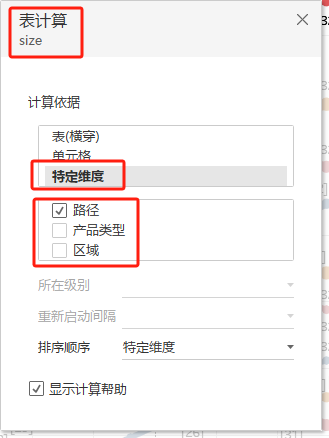 表计算
size
计算依据
表(横穿)
单元格
特定维度
路径
产品类型
区域
所在级别
重新启动间隔
排序顺序 特定维度
显示计算帮助
[26]
[31]